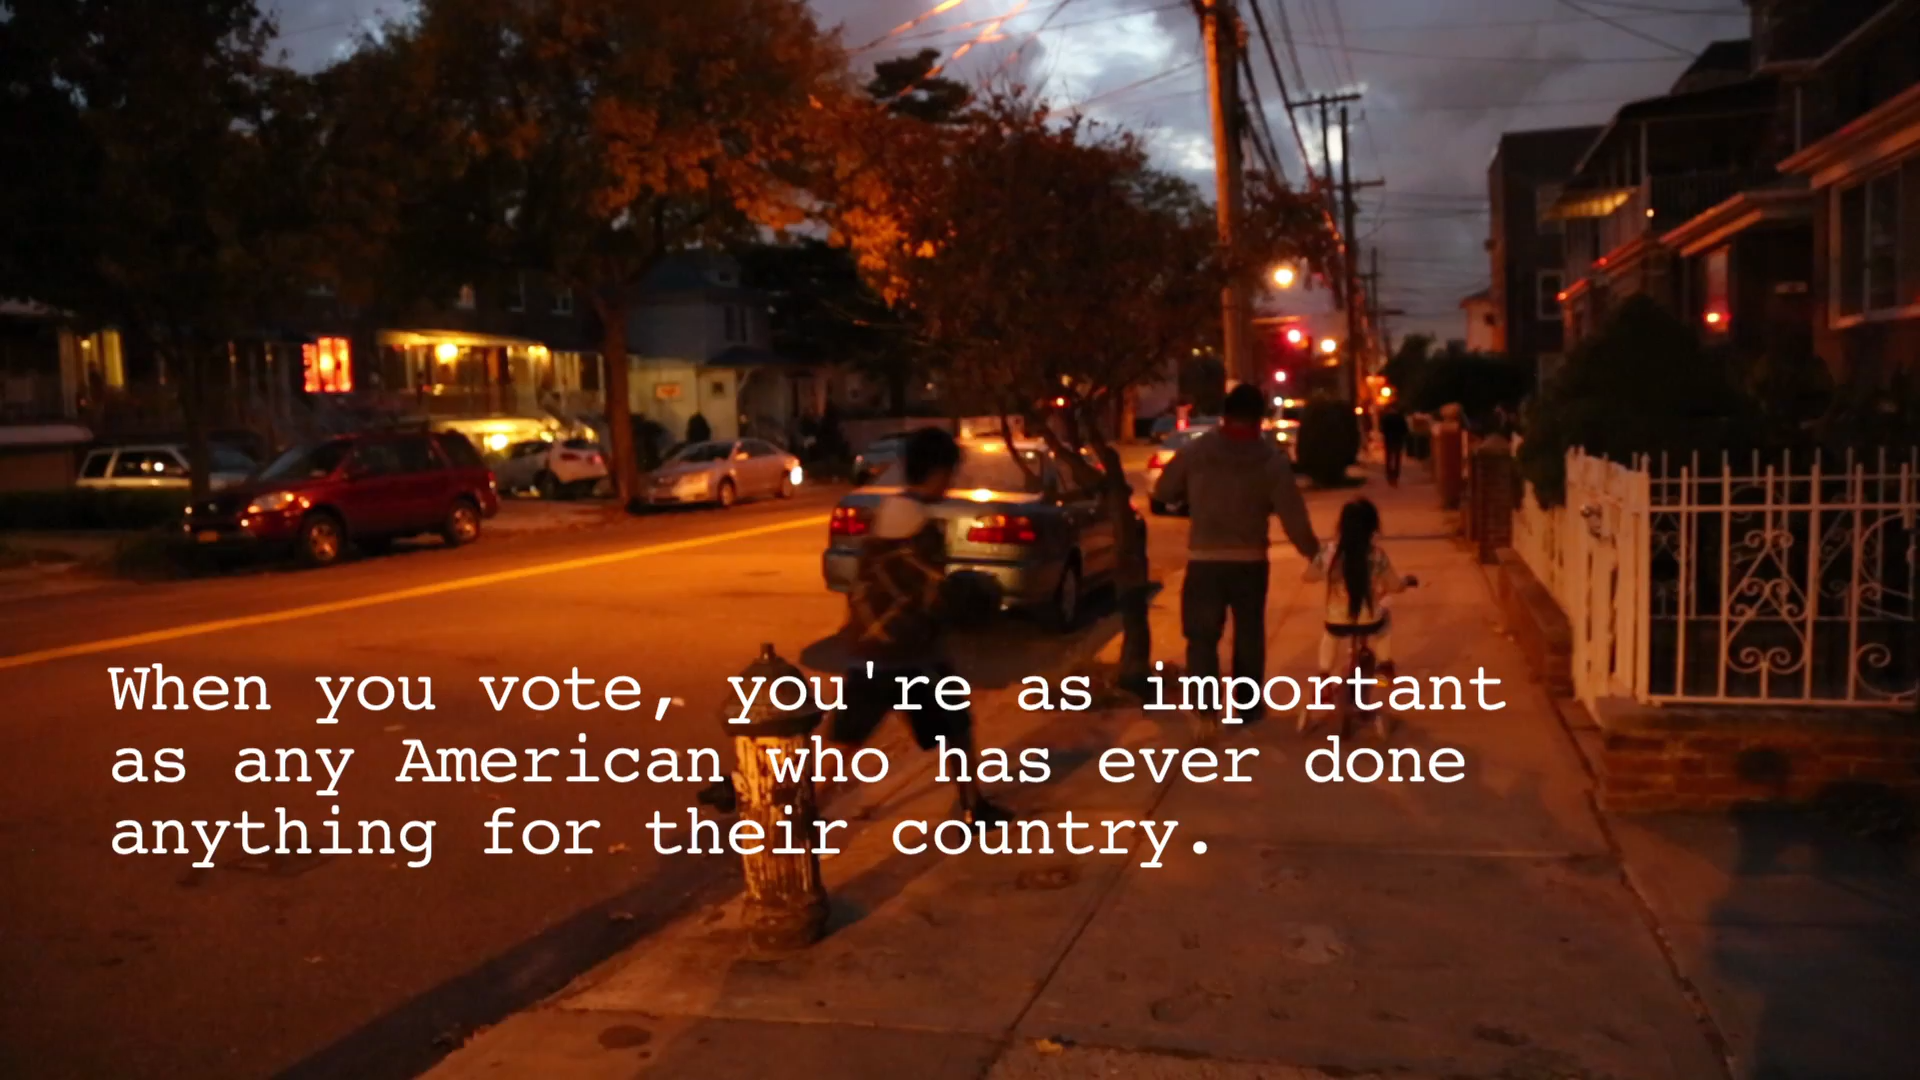 When you vote, you're as important
as any American who has ever done
anything for their country.